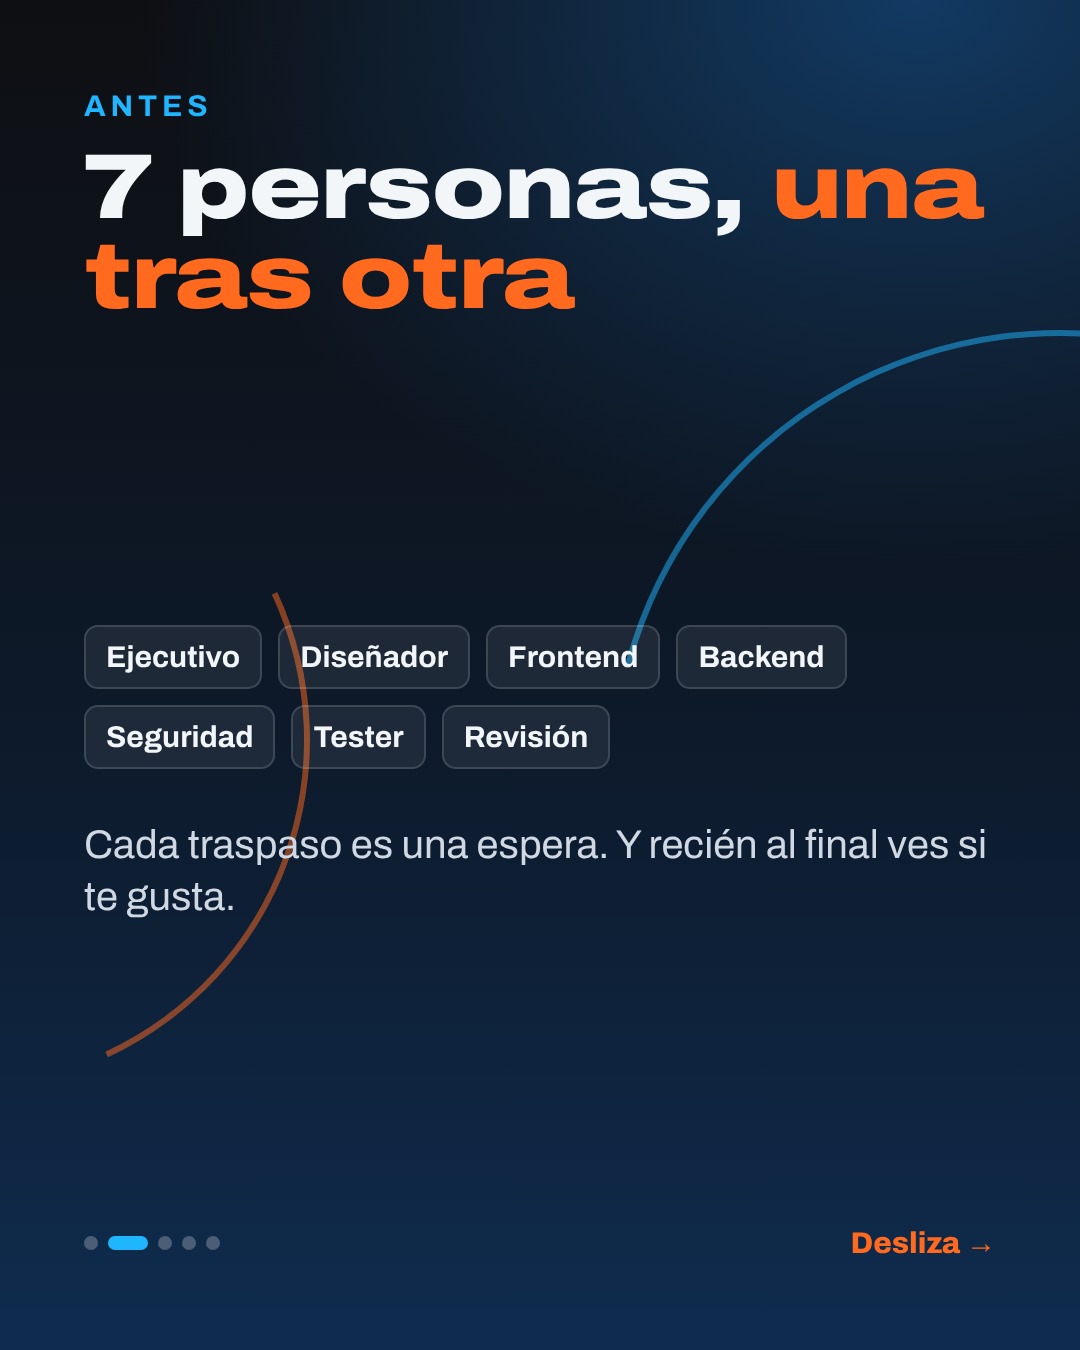 ANTES
7 personas, una
tras otra
Ejecutivo Diseñador Frontend Backend
Seguridad Tester Revisión
Cada traspaso es una espera. Y recién al final ves si
te gusta.
Desliza →